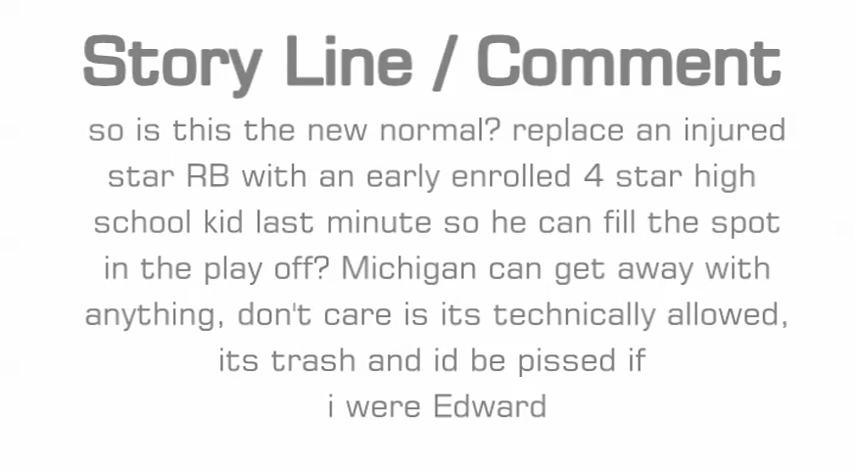 Story Line / Comment
so is this the new normal? replace an injured
star RB with an early enrolled 4 star high
school kid last minute so he can fill the spot
in the play off? Michigan can get away with
anything, don't care is its technically allowed,
its trash and id be pissed if
i were Edward